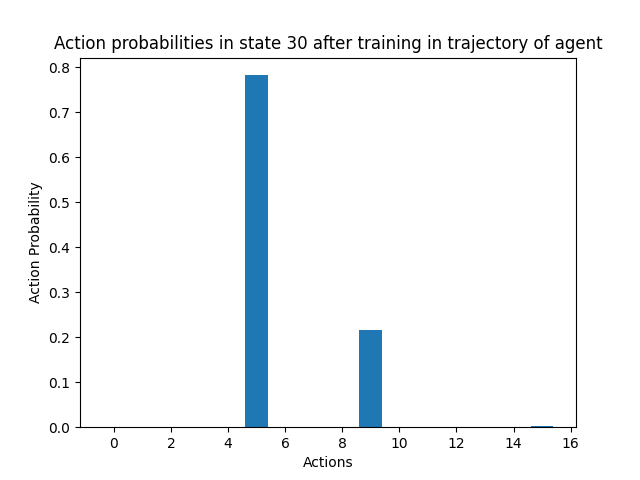 Action probabilities in state 30 after training in trajectory of agent
Action Probability
0.8
0.7
0.6
0.5
0.4
0.3
0.2
0.1
0.0
0 2 4 6 8 10 12 14 16
Actions